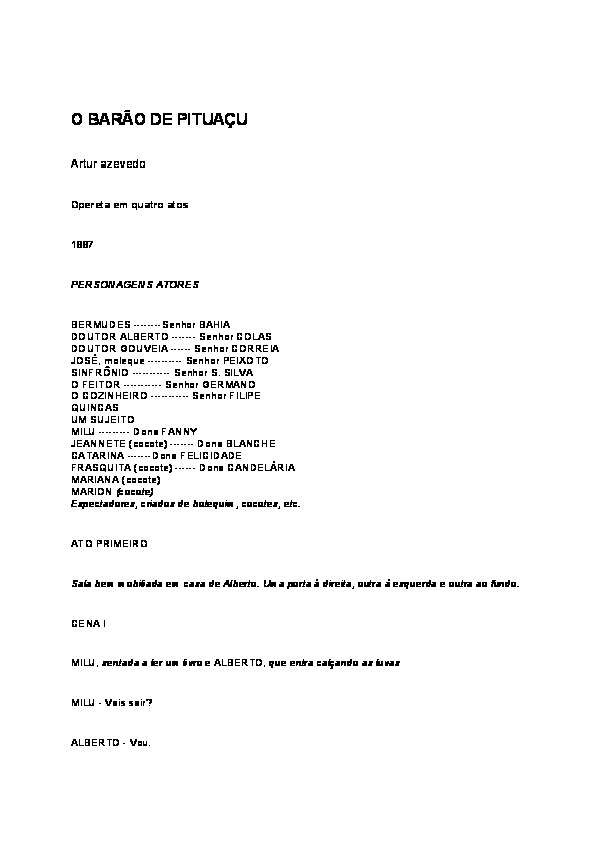 O BARÃO DE PITUAÇU
Artur azevedo
Opereta em quatro atos
1887
PERSONAGENS ATORES
BERMUDES -------- Senhor BAHIA
DOUTOR ALBERTO ------- Senhor COLAS
DOUTOR GOUVEIA ------ Senhor CORREIA
JOSÉ, moleque ---------- Senhor PEIXOTO
SINFRÔNIO ----------- Senhor S. SILVA
O FEITOR ----------- Senhor GERMANO
O COZINHEIRO ----------- Senhor FILIPE
QUINCAS
UM SUJEITO
MILU --------- Dona FANNY
JEANNETE (cocote) ------- Dona BLANCHE
CATARINA ------- Dona FELICIDADE
FRASQUITA (cocote) ------ Dona CANDELÁRIA
MARIANA (cocote)
MARION (cocote)
Espectadores, criados de botequim, cocotes, etc.
ATO PRIMEIRO
Sala bem mobiliada em casa de Alberto. Uma porta à direita, outra à esquerda e outra ao fundo.
CENA I
MILU, sentada a ler um livro e ALBERTO, que entra calçando as luvas
MILU - Vais sair?
ALBERTO - Vou.